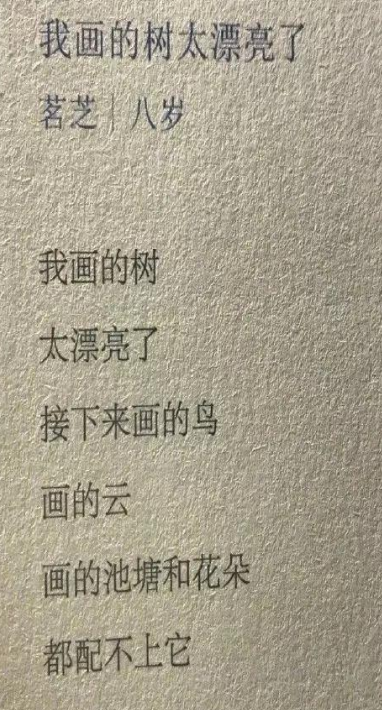 我画的树太漂亮了
茗芝｜八岁
我画的树
太漂亮了
接下来画的鸟
画的云
画的池塘和花朵
都配不上它